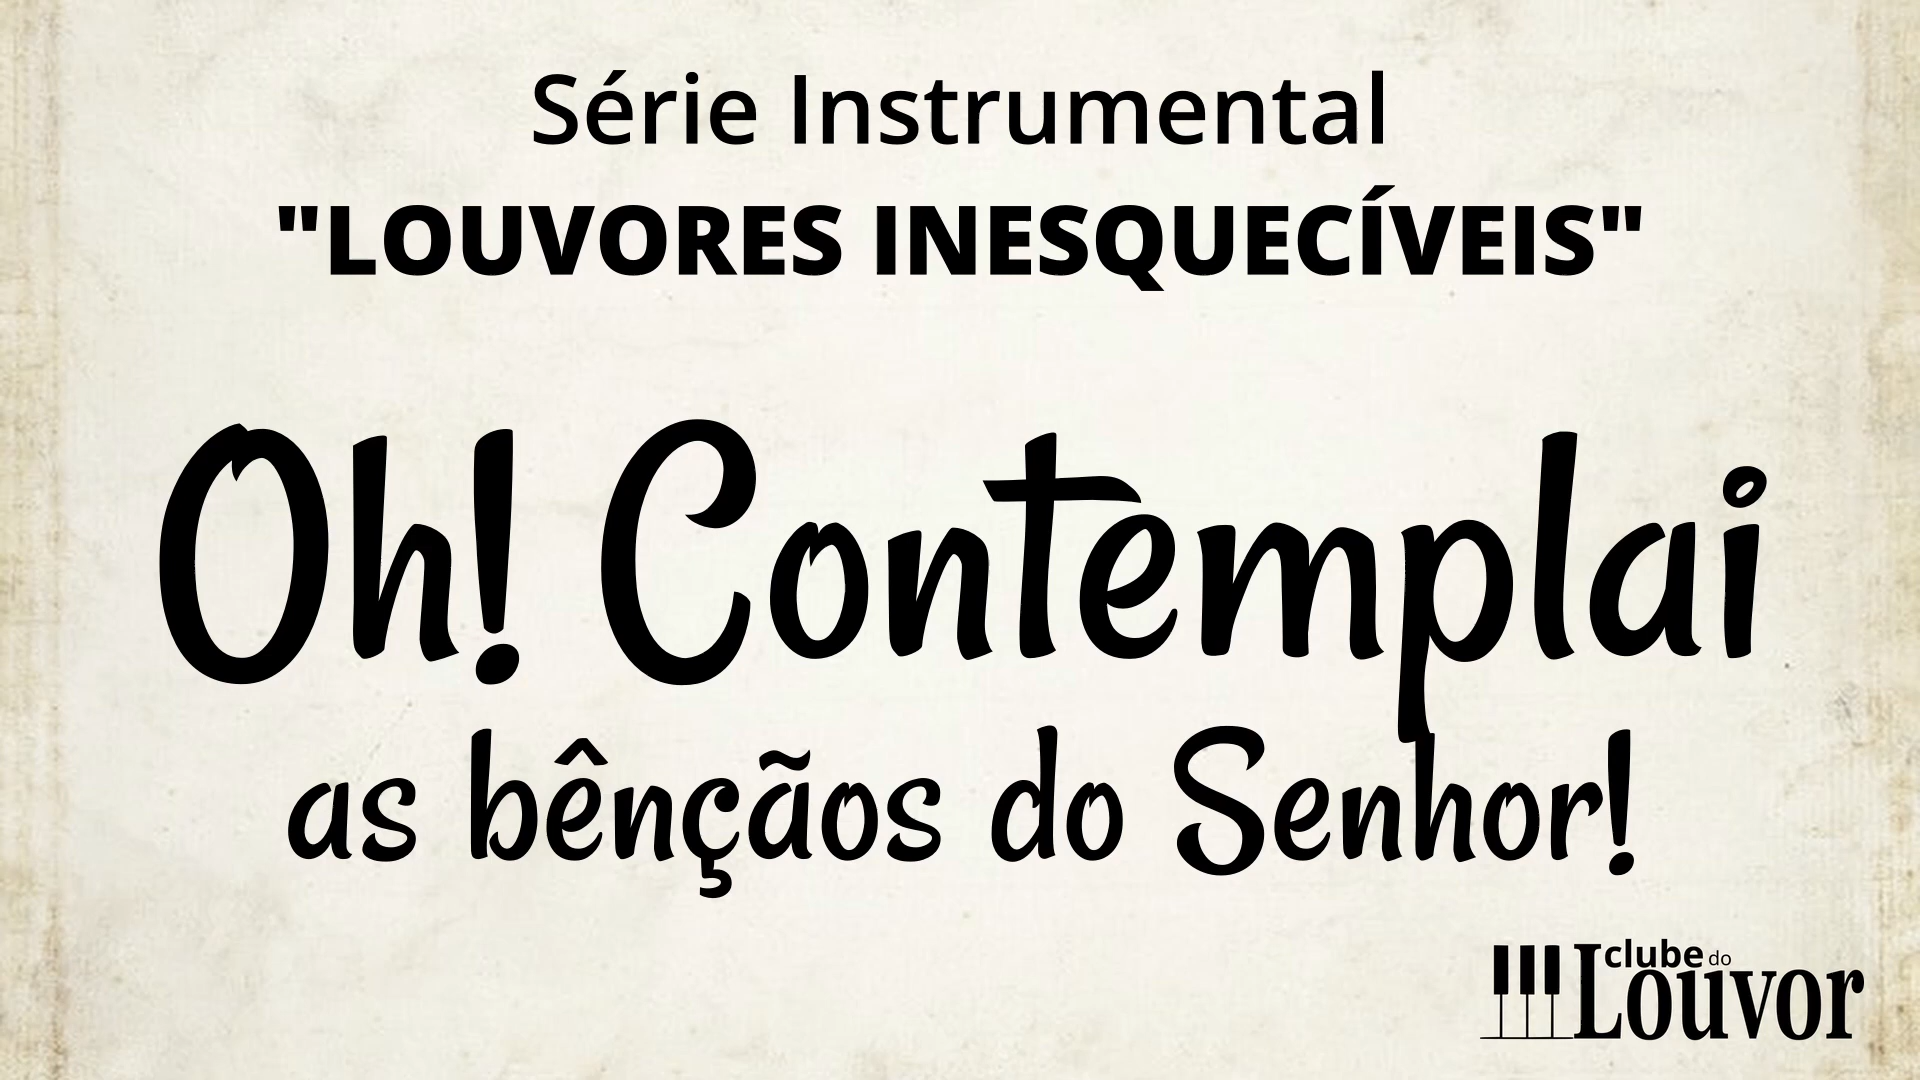 Série Instrumental
"LOUVORES INESQUECÍVEIS"
Oh! Contemplai
as bênçãos do Senhor!
clube do
Louvor